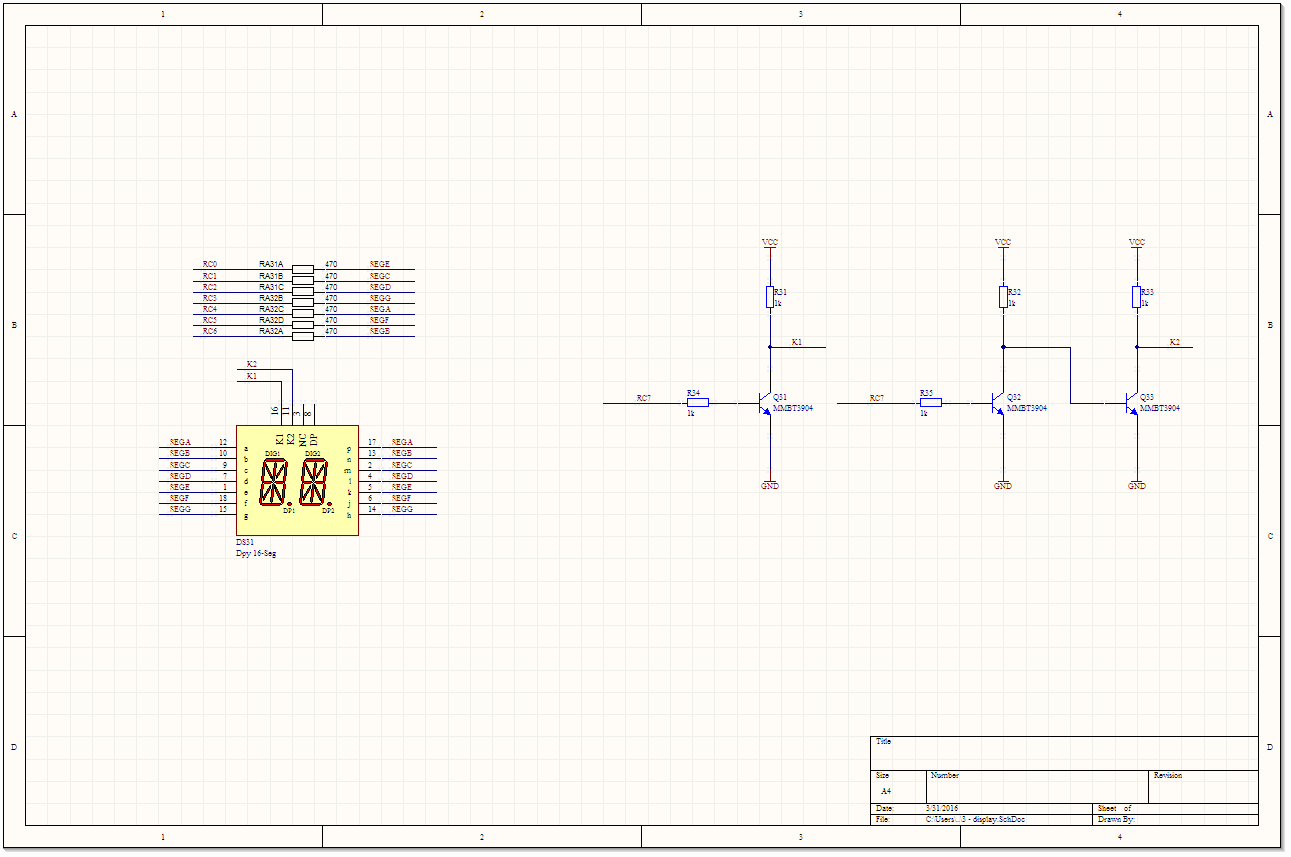 1 2 3 4
A A
VCC VCC VCC
RC0 RA31A 470 SEGE
RC1 RA31B 470 SEGC
RC2 RA31C 470 SEGD
RC3 RA32B 470 SEGG
RC4 RA32C 470 SEGA
RC5 RA32D 470 SEGF
RC6 RA32A 470 SEGB
R31 R32 R33
1k 1k 1k
B B
K1 K2
K2
K1
RC7 R34 Q31 RC7 R35 Q32 Q33
1k MMBT3904 1k MMBT3904 MMBT3904
16 11 3 8
K1 K2 NC DP
SEGA 12 a p 17 SEGA
SEGB 10 b n 13 SEGB
SEGC 9 c m 2 SEGC
SEGD 7 d l 4 SEGD
SEGE 1 e k 5 SEGE
SEGF 18 f j 6 SEGF
SEGG 15 g h 14 SEGG
DIG1 DIG2
DP1 DP2
GND GND GND
DS31
Dpy 16-Seg
C C
D D
Title
Size Number Revision
A4
Date: 3/31/2016 Sheet of
File: C:\Users\..\3 - display.SchDoc Drawn By:
1 2 3 4